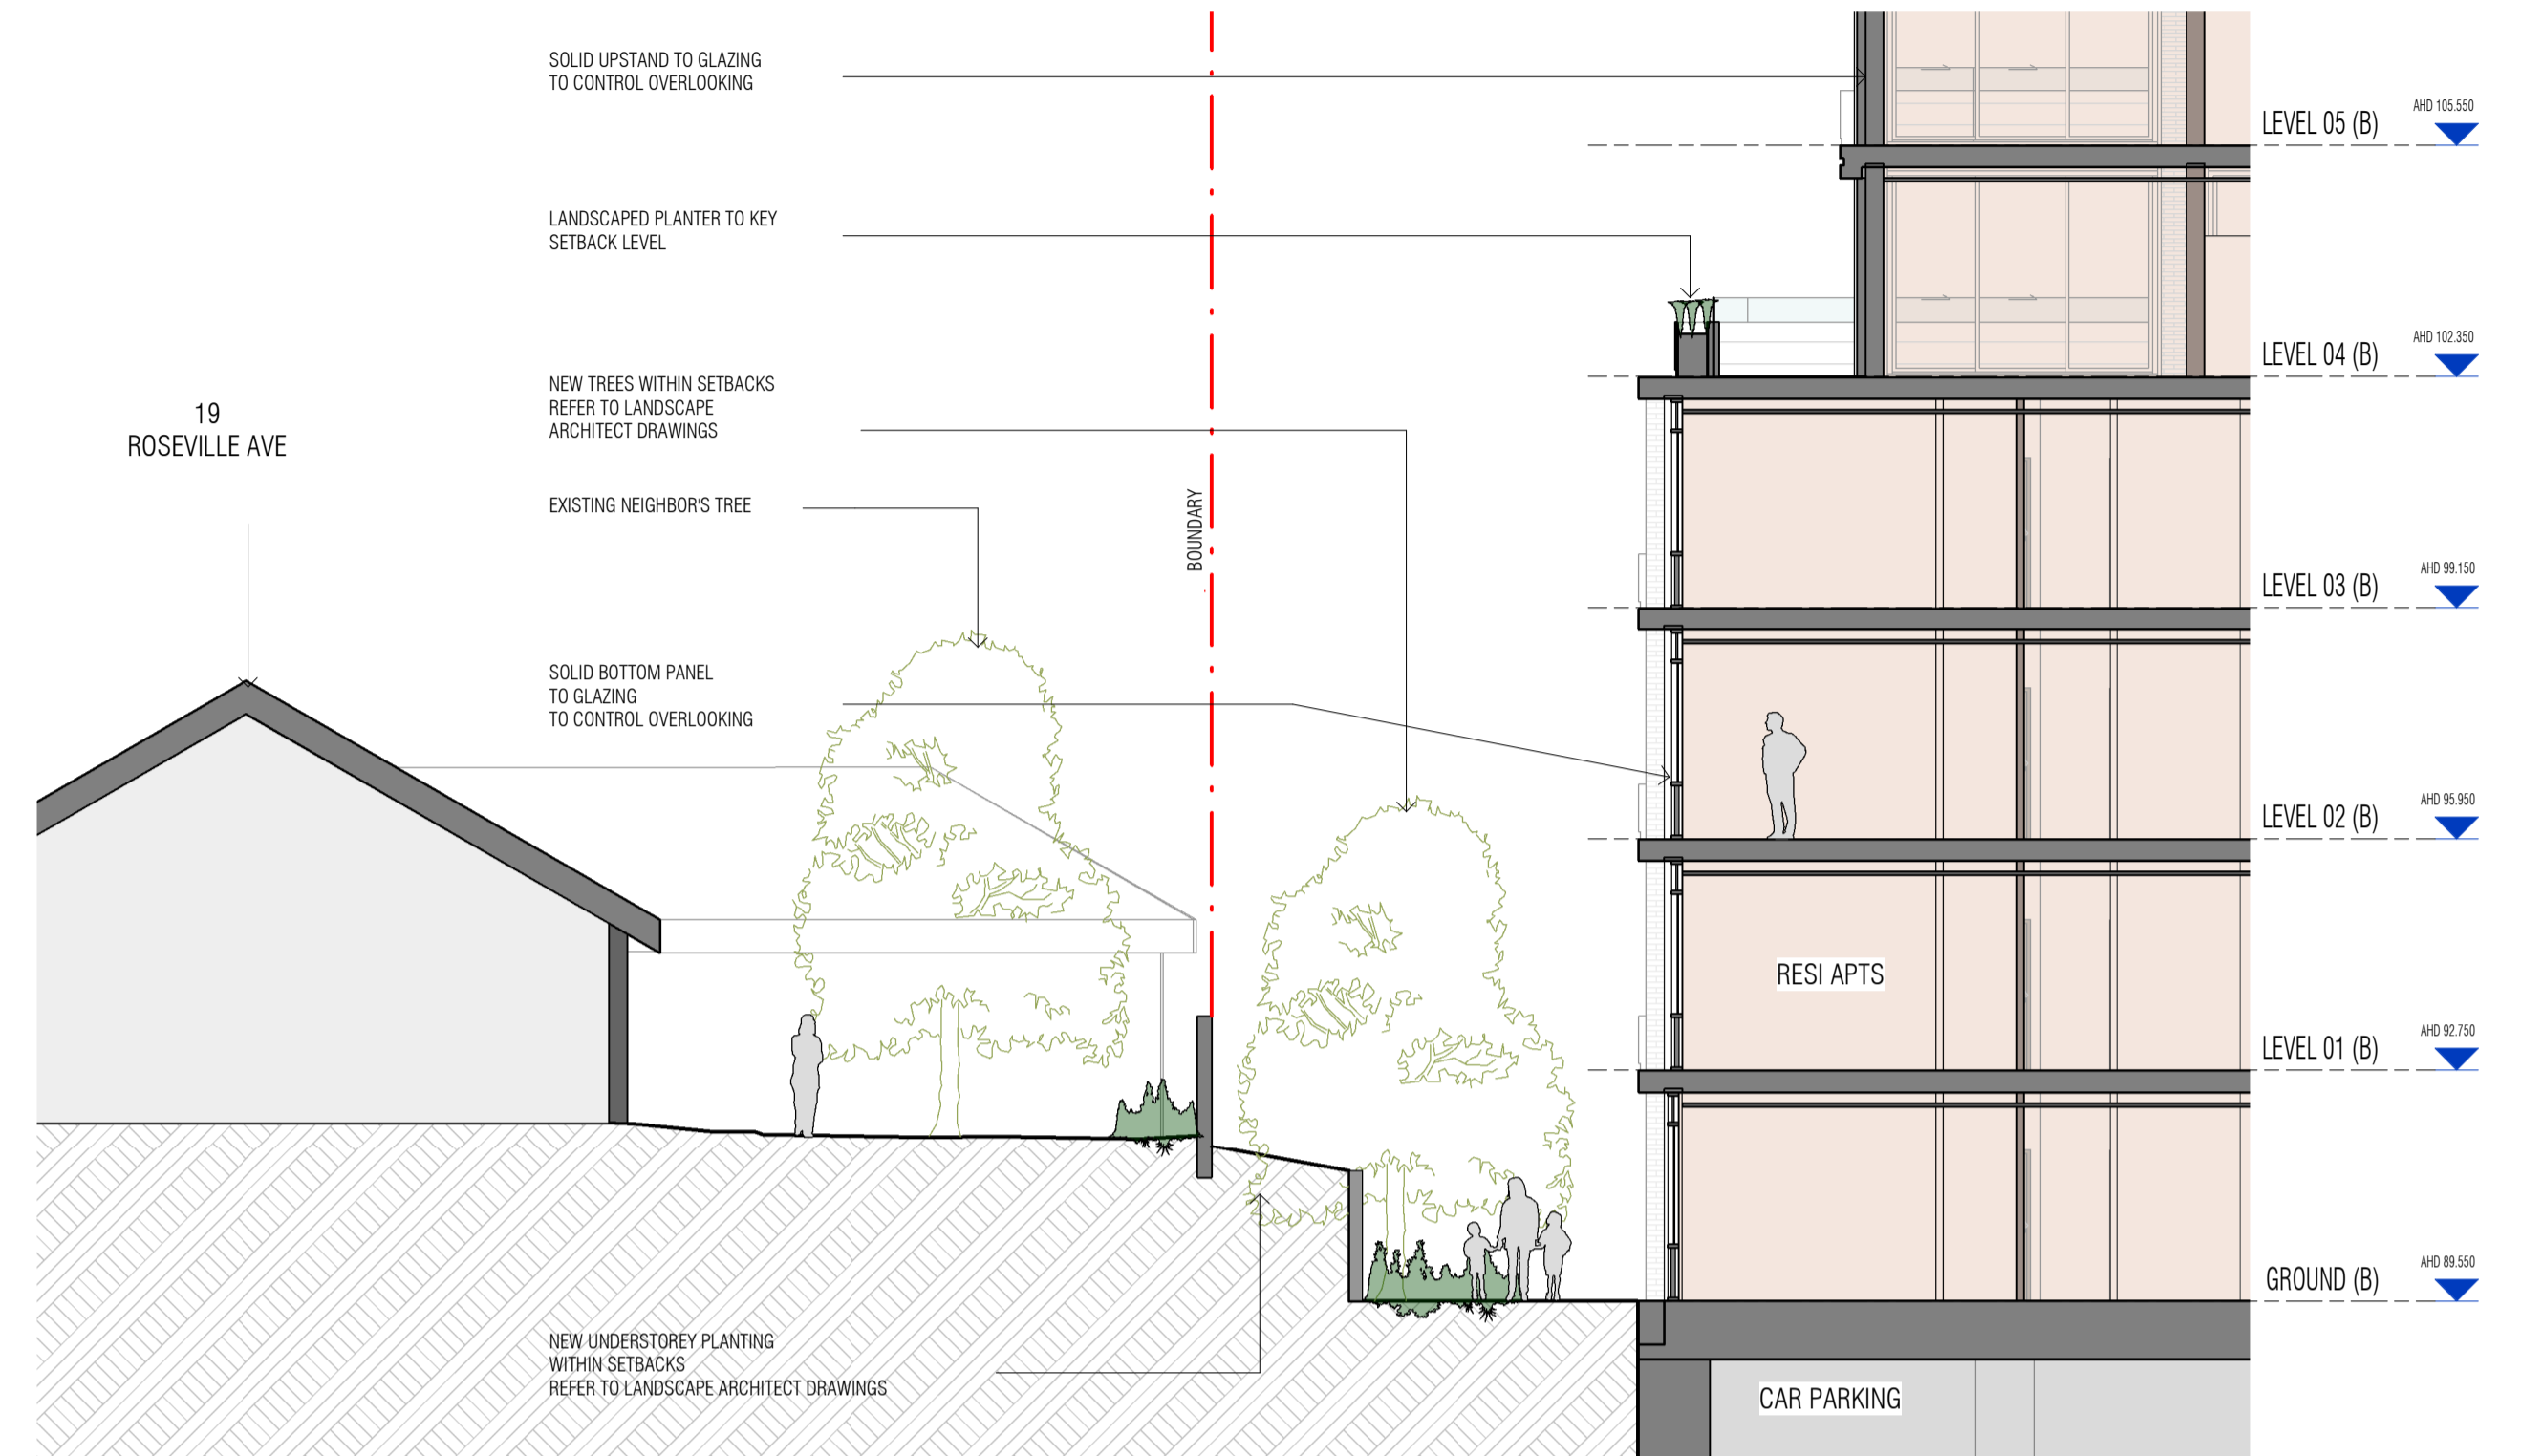 SOLID UPSTAND TO GLAZING
TO CONTROL OVERLOOKING
LANDSCAPED PLANTER TO KEY
SETBACK LEVEL
NEW TREES WITHIN SETBACKS
REFER TO LANDSCAPE
ARCHITECT DRAWINGS
19
ROSEVILLE AVE
EXISTING NEIGHBOR'S TREE
BOUNDARY
SOLID BOTTOM PANEL
TO GLAZING
TO CONTROL OVERLOOKING
NEW UNDERSTOREY PLANTING
WITHIN SETBACKS
REFER TO LANDSCAPE ARCHITECT DRAWINGS
RESI APTS
CAR PARKING
LEVEL 05 (B)
AHD 105.550
LEVEL 04 (B)
AHD 102.350
LEVEL 03 (B)
AHD 99.150
LEVEL 02 (B)
AHD 95.950
LEVEL 01 (B)
AHD 92.750
GROUND (B)
AHD 89.550